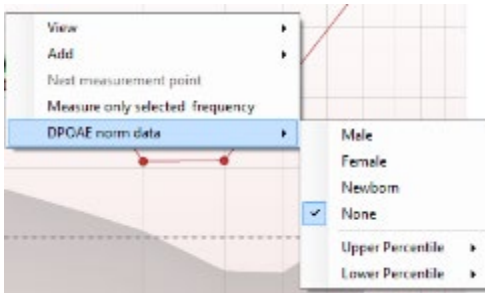 View
Add
Next measurement point
Measure only selected frequency
DPOAE norm data
Male
Female
Newborn
None
Upper Percentile
Lower Percentile